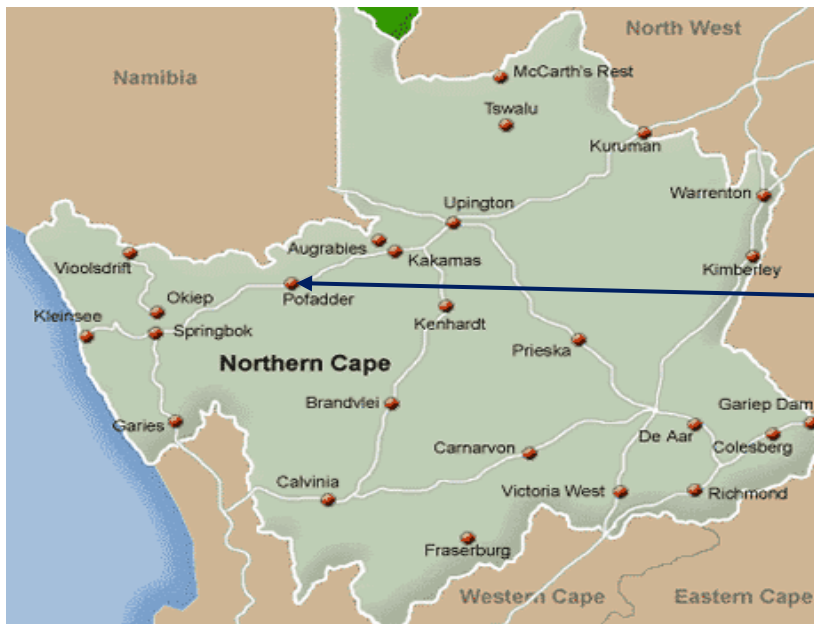 North West
Namibia
McCarth's Rest
Tswalu
Kuruman
Warrenton
Upington
Augrabies
Kakamas
Vioolsdrift
Kimberley
Okiep
Pofadder
Kleinsee
Springbok
Kenhardt
Prieska
Northern Cape
Brandvlei
Gariep Dam
Garies
De Aar
Carnarvon
Colesberg
Calvinia
Victoria West
Richmond
Fraserburg
Western Cape
Eastern Cape